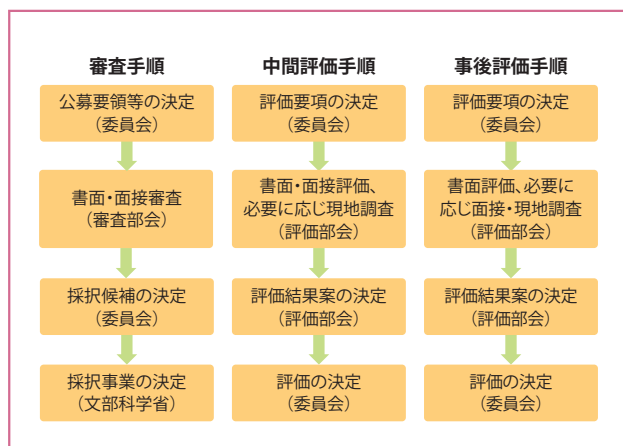 審査手順
公募要領等の決定
(委員会)
書面・面接審査
(審査部会)
採択候補の決定
(委員会)
採択事業の決定
(文部科学省)
中間評価手順
評価要項の決定
(委員会)
書面・面接評価、
必要に応じ現地調査
(評価部会)
評価結果案の決定
(評価部会)
評価の決定
(委員会)
事後評価手順
評価要項の決定
(委員会)
書面評価、必要に
応じ面接・現地調査
(評価部会)
評価結果案の決定
(評価部会)
評価の決定
(委員会)